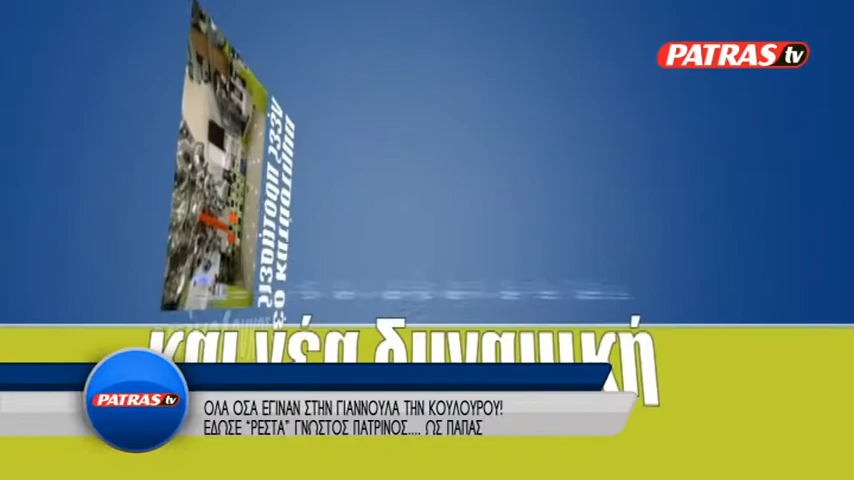 PATRAS tv
και νέα δυναμική
PATRAS tv
ΟΛΑ ΟΣΑ ΕΓΙΝΑΝ ΣΤΗΝ ΓΙΑΝΝΟΥΛΑ ΤΗΝ ΚΟΥΛΟΥΡΟΥ!
ΕΔΩΣΕ "ΡΕΣΤΑ" ΓΝΩΣΤΟΣ ΠΑΤΡΙΝΟΣ.... ΩΣ ΠΑΠΑΣ